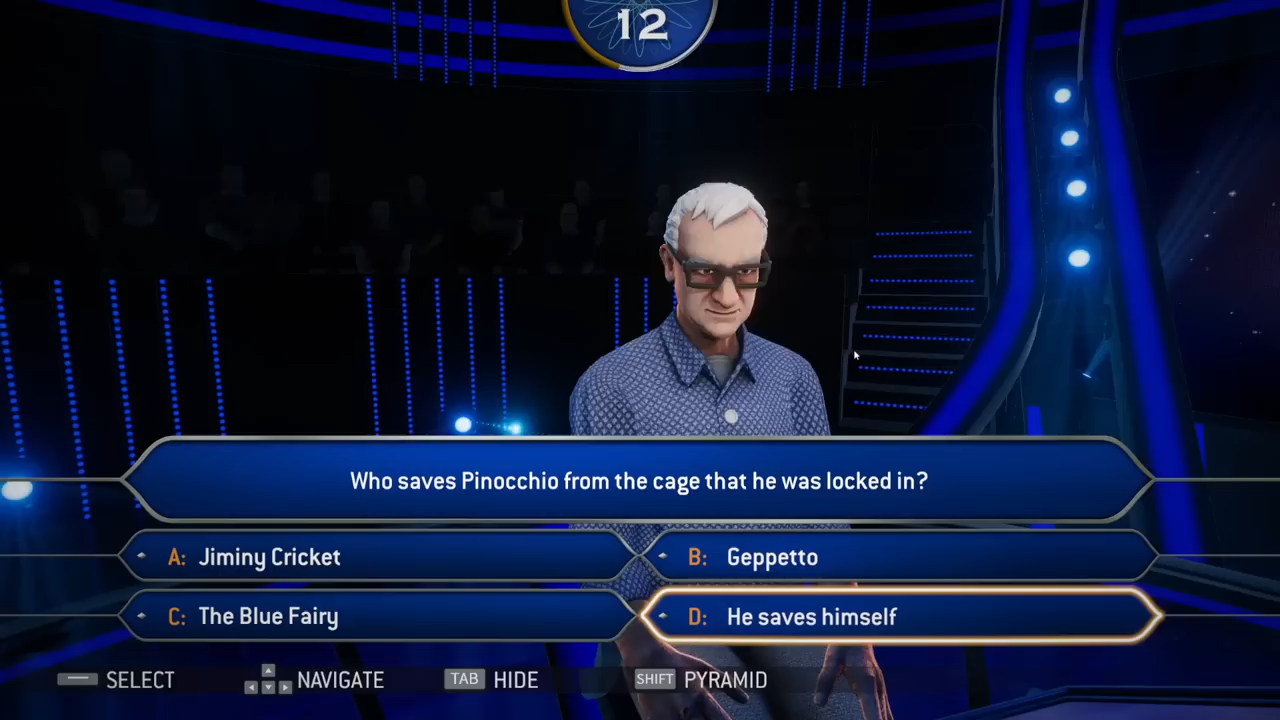 12
Who saves Pinocchio from the cage that he was locked in?
A: Jiminy Cricket
B: Geppetto
C: The Blue Fairy
D: He saves himself
SELECT NAVIGATE TAB HIDE SHIFT PYRAMID